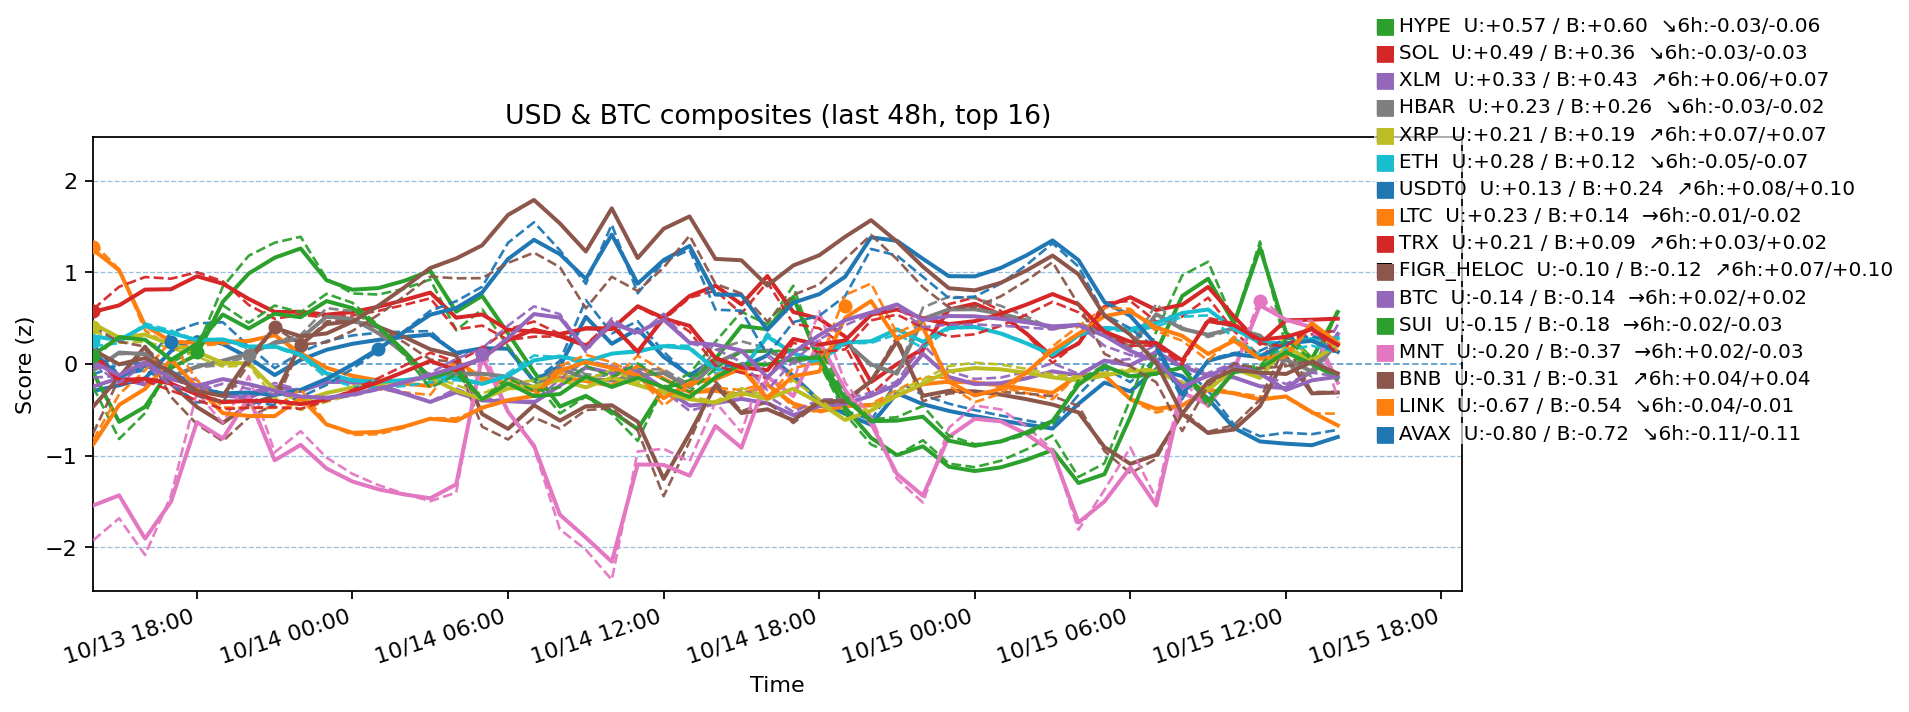 HYPE U:+0.57 / B:+0.60 ↘6h:-0.03/-0.06
SOL U:+0.49 / B:+0.36 ↘6h:-0.03/-0.03
XLM U:+0.33 / B:+0.43 ↗6h:+0.06/+0.07
HBAR U:+0.23 / B:+0.26 ↘6h:-0.03/-0.02
XRP U:+0.21 / B:+0.19 ↗6h:+0.07/+0.07
ETH U:+0.28 / B:+0.12 ↘6h:-0.05/-0.07
USDT0 U:+0.13 / B:+0.24 ↗6h:+0.08/+0.10
LTC U:+0.23 / B:+0.14 →6h:-0.01/-0.02
TRX U:+0.21 / B:+0.09 ↗6h:+0.03/+0.02
FIGR_HELOC U:-0.10 / B:-0.12 ↗6h:+0.07/+0.10
BTC U:-0.14 / B:-0.14 →6h:+0.02/+0.02
SUI U:-0.15 / B:-0.18 →6h:-0.02/-0.03
MNT U:-0.20 / B:-0.37 →6h:+0.02/-0.03
BNB U:-0.31 / B:-0.31 ↗6h:+0.04/+0.04
LINK U:-0.67 / B:-0.54 ↘6h:-0.04/-0.01
AVAX U:-0.80 / B:-0.72 ↘6h:-0.11/-0.11
USD & BTC composites (last 48h, top 16)
Score (z)
2
1
0
−1
−2
10/13 18:00
10/14 00:00
10/14 06:00
10/14 12:00
10/14 18:00
10/15 00:00
10/15 06:00
10/15 12:00
10/15 18:00
Time